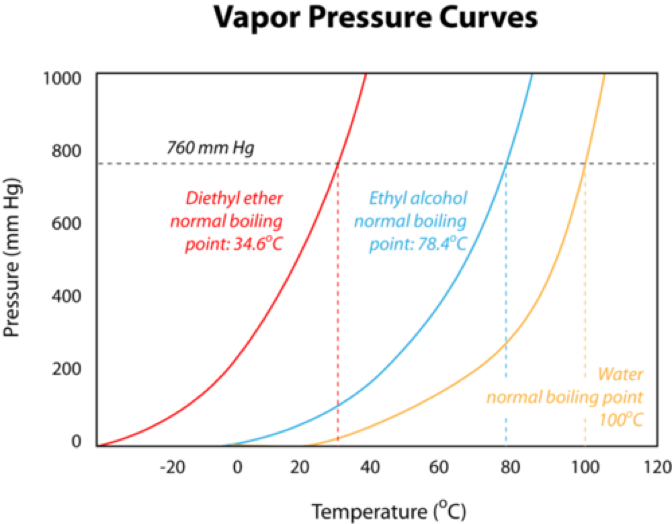 Vapor Pressure Curves
1000
800
600
400
200
0
Pressure (mm Hg)
760 mm Hg
Diethyl ether
normal boiling
point: 34.6°C
Ethyl alcohol
normal boiling
point: 78.4°C
Water
normal boiling point
100°C
-20 0 20 40 60 80 100 120
Temperature (°C)